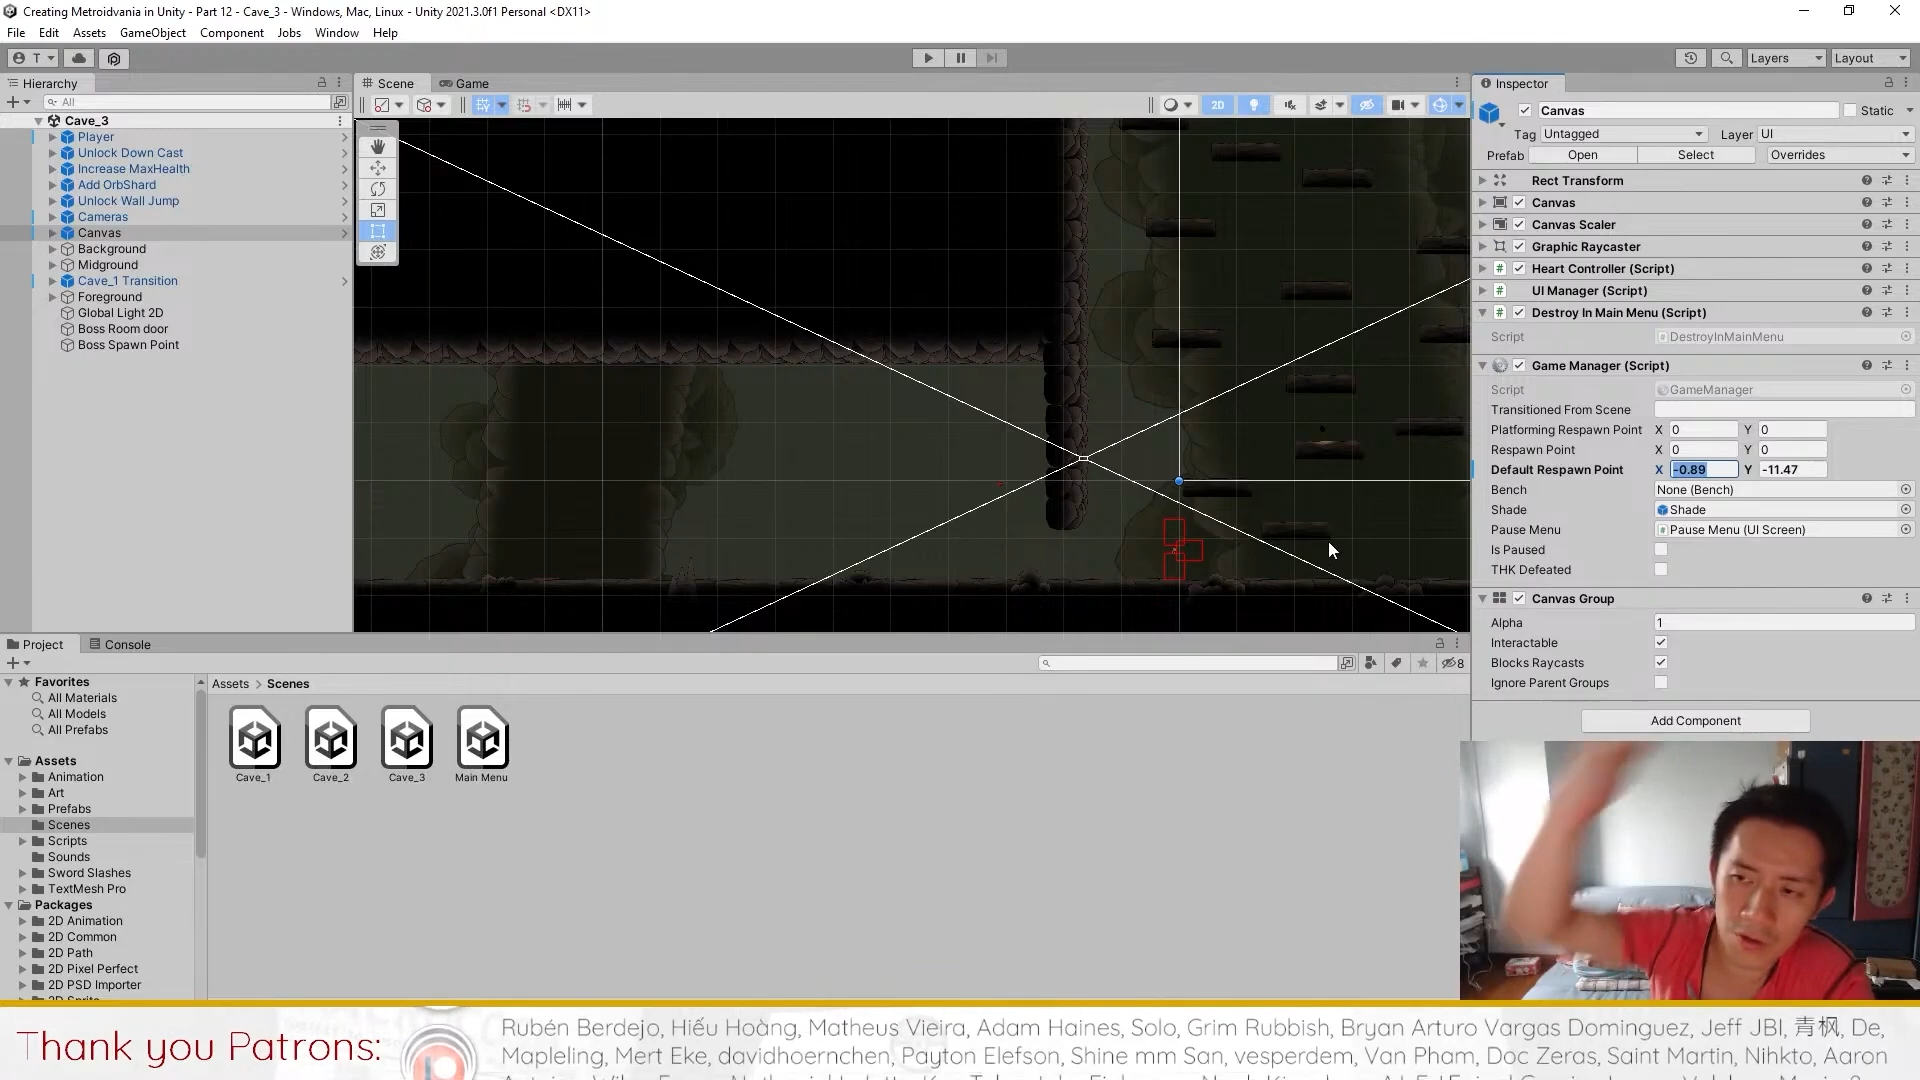 Creating Metroidvania in Unity - Part 12 - Cave_3 - Windows, Mac, Linux - Unity 2021.3.0f1 Personal <DX11>
File Edit Assets GameObject Component Jobs Window Help
T Layers Layout
Hierarchy
All
Cave_3
Player
Unlock Down Cast
Increase MaxHealth
Add OrbShard
Unlock Wall Jump
Cameras
Canvas
Background
Midground
Cave_1 Transition
Foreground
Global Light 2D
Boss Room door
Boss Spawn Point
Scene Game
2D
Inspector
Canvas Static
Tag Untagged Layer UI
Prefab Open Select Overrides
Rect Transform
Canvas
Canvas Scaler
Graphic Raycaster
Heart Controller (Script)
UI Manager (Script)
Destroy In Main Menu (Script)
Script DestroyInMainMenu
Game Manager (Script)
Script GameManager
Transitioned From Scene
Platforming Respawn Point X 0 Y 0
Respawn Point X 0 Y 0
Default Respawn Point X -0.89 Y -11.47
Bench None (Bench)
Shade Shade
Pause Menu Pause Menu (UI Screen)
Is Paused
THK Defeated
Canvas Group
Alpha 1
Interactable
Blocks Raycasts
Ignore Parent Groups
Add Component
Project Console
8
Favorites
All Materials
All Models
All Prefabs
Assets
Animation
Art
Prefabs
Scenes
Scripts
Sounds
Sword Slashes
TextMesh Pro
Packages
2D Animation
2D Common
2D Path
2D Pixel Perfect
2D PSD Importer
Assets > Scenes
Cave_1 Cave_2 Cave_3 Main Menu
Thank you Patrons:
Rubén Berdejo, Hiếu Hoàng, Matheus Vieira, Adam Haines, Solo, Grim Rubbish, Bryan Arturo Vargas Dominguez, Jeff JBI, 青枫, De,
Mapleling, Mert Eke, davidhoernchen, Payton Elefson, Shine mm San, vesperdem, Van Pham, Doc Zeras, Saint Martin, Nihkto, Aaron